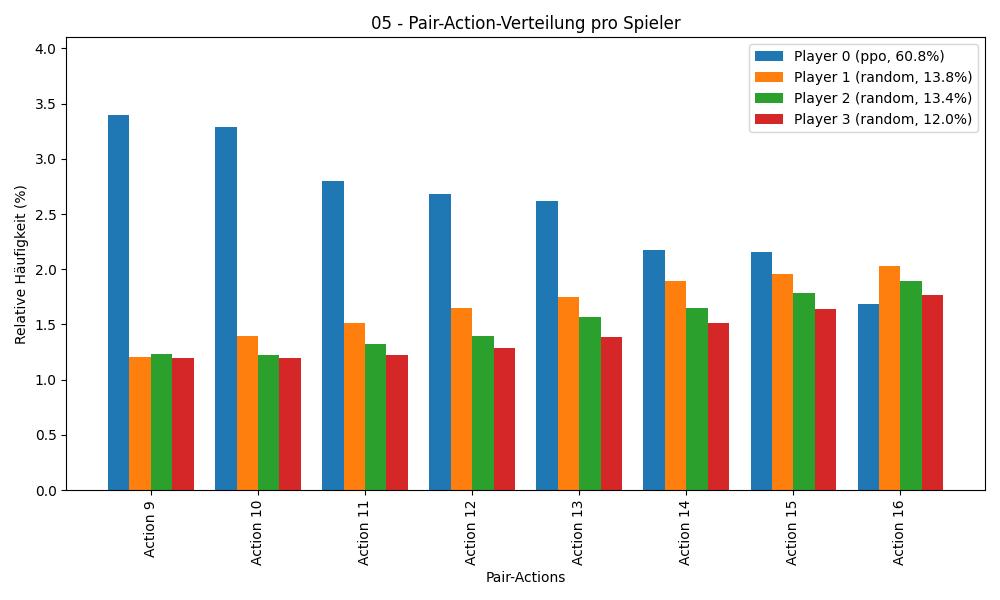 05 - Pair-Action-Verteilung pro Spieler
Player 0 (ppo, 60.8%)
Player 1 (random, 13.8%)
Player 2 (random, 13.4%)
Player 3 (random, 12.0%)
Relative Häufigkeit (%)
4.0
3.5
3.0
2.5
2.0
1.5
1.0
0.5
0.0
Action 9
Action 10
Action 11
Action 12
Action 13
Action 14
Action 15
Action 16
Pair-Actions